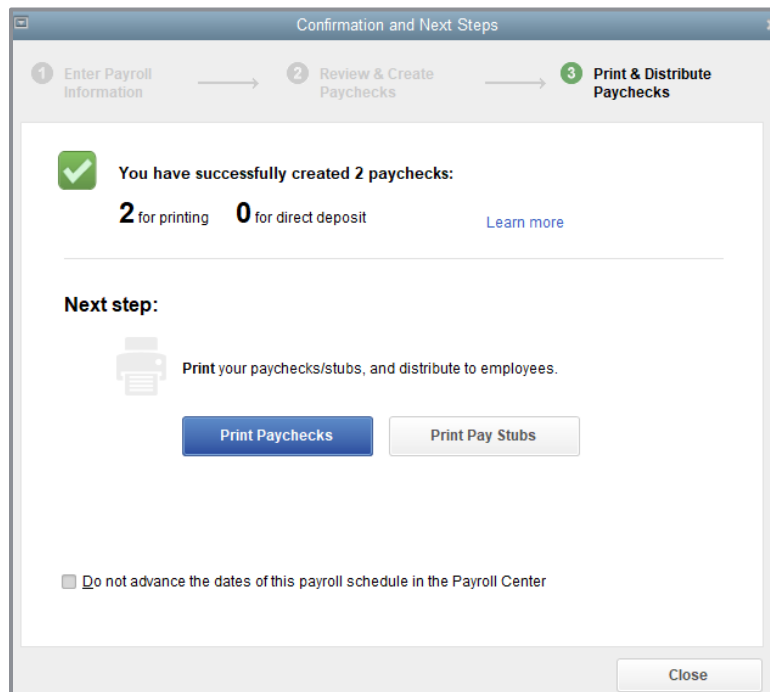 Confirmation and Next Steps
1 Enter Payroll Information
2 Review & Create Paychecks
3 Print & Distribute Paychecks
You have successfully created 2 paychecks:
2 for printing 0 for direct deposit Learn more
Next step:
Print your paychecks/stubs, and distribute to employees.
Print Paychecks Print Pay Stubs
Do not advance the dates of this payroll schedule in the Payroll Center
Close